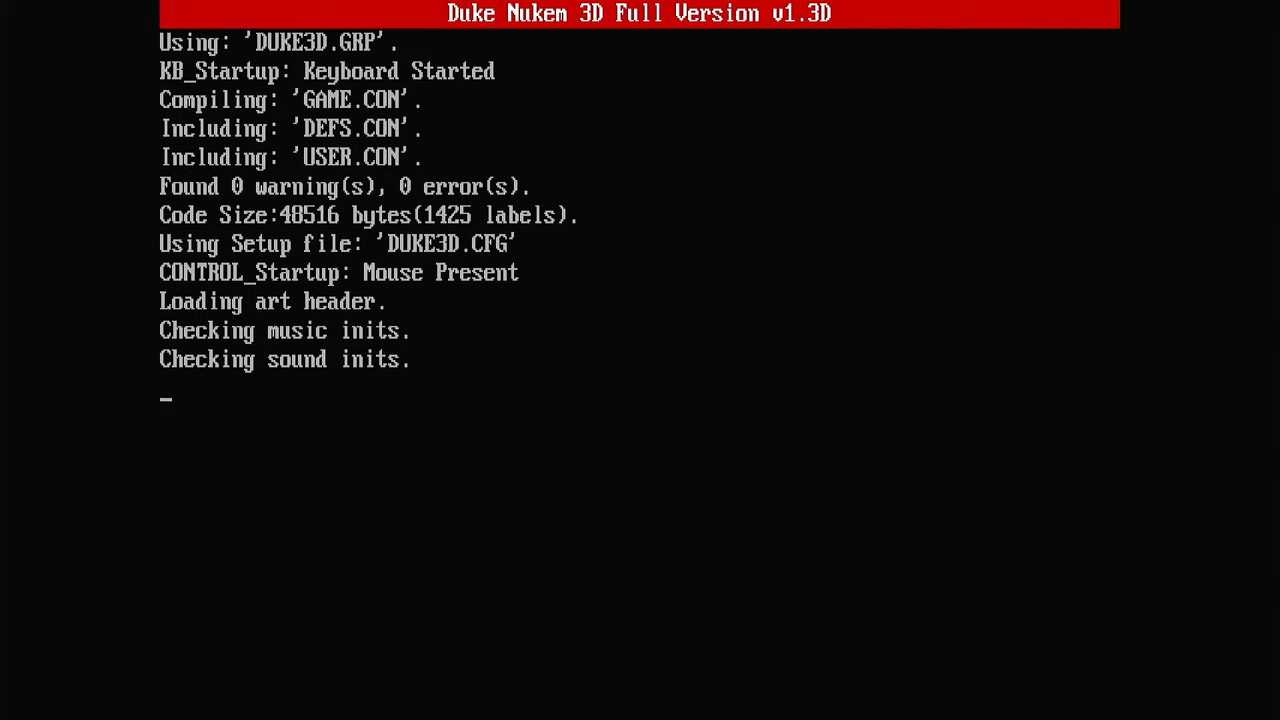 Duke Nukem 3D Full Version v1.3D
Using: 'DUKE3D.GRP'.
KB_Startup: Keyboard Started
Compiling: 'GAME.CON'.
Including: 'DEFS.CON'.
Including: 'USER.CON'.
Found 0 warning(s), 0 error(s).
Code Size:48516 bytes(1425 labels).
Using Setup file: 'DUKE3D.CFG'
CONTROL_Startup: Mouse Present
Loading art header.
Checking music inits.
Checking sound inits.
_